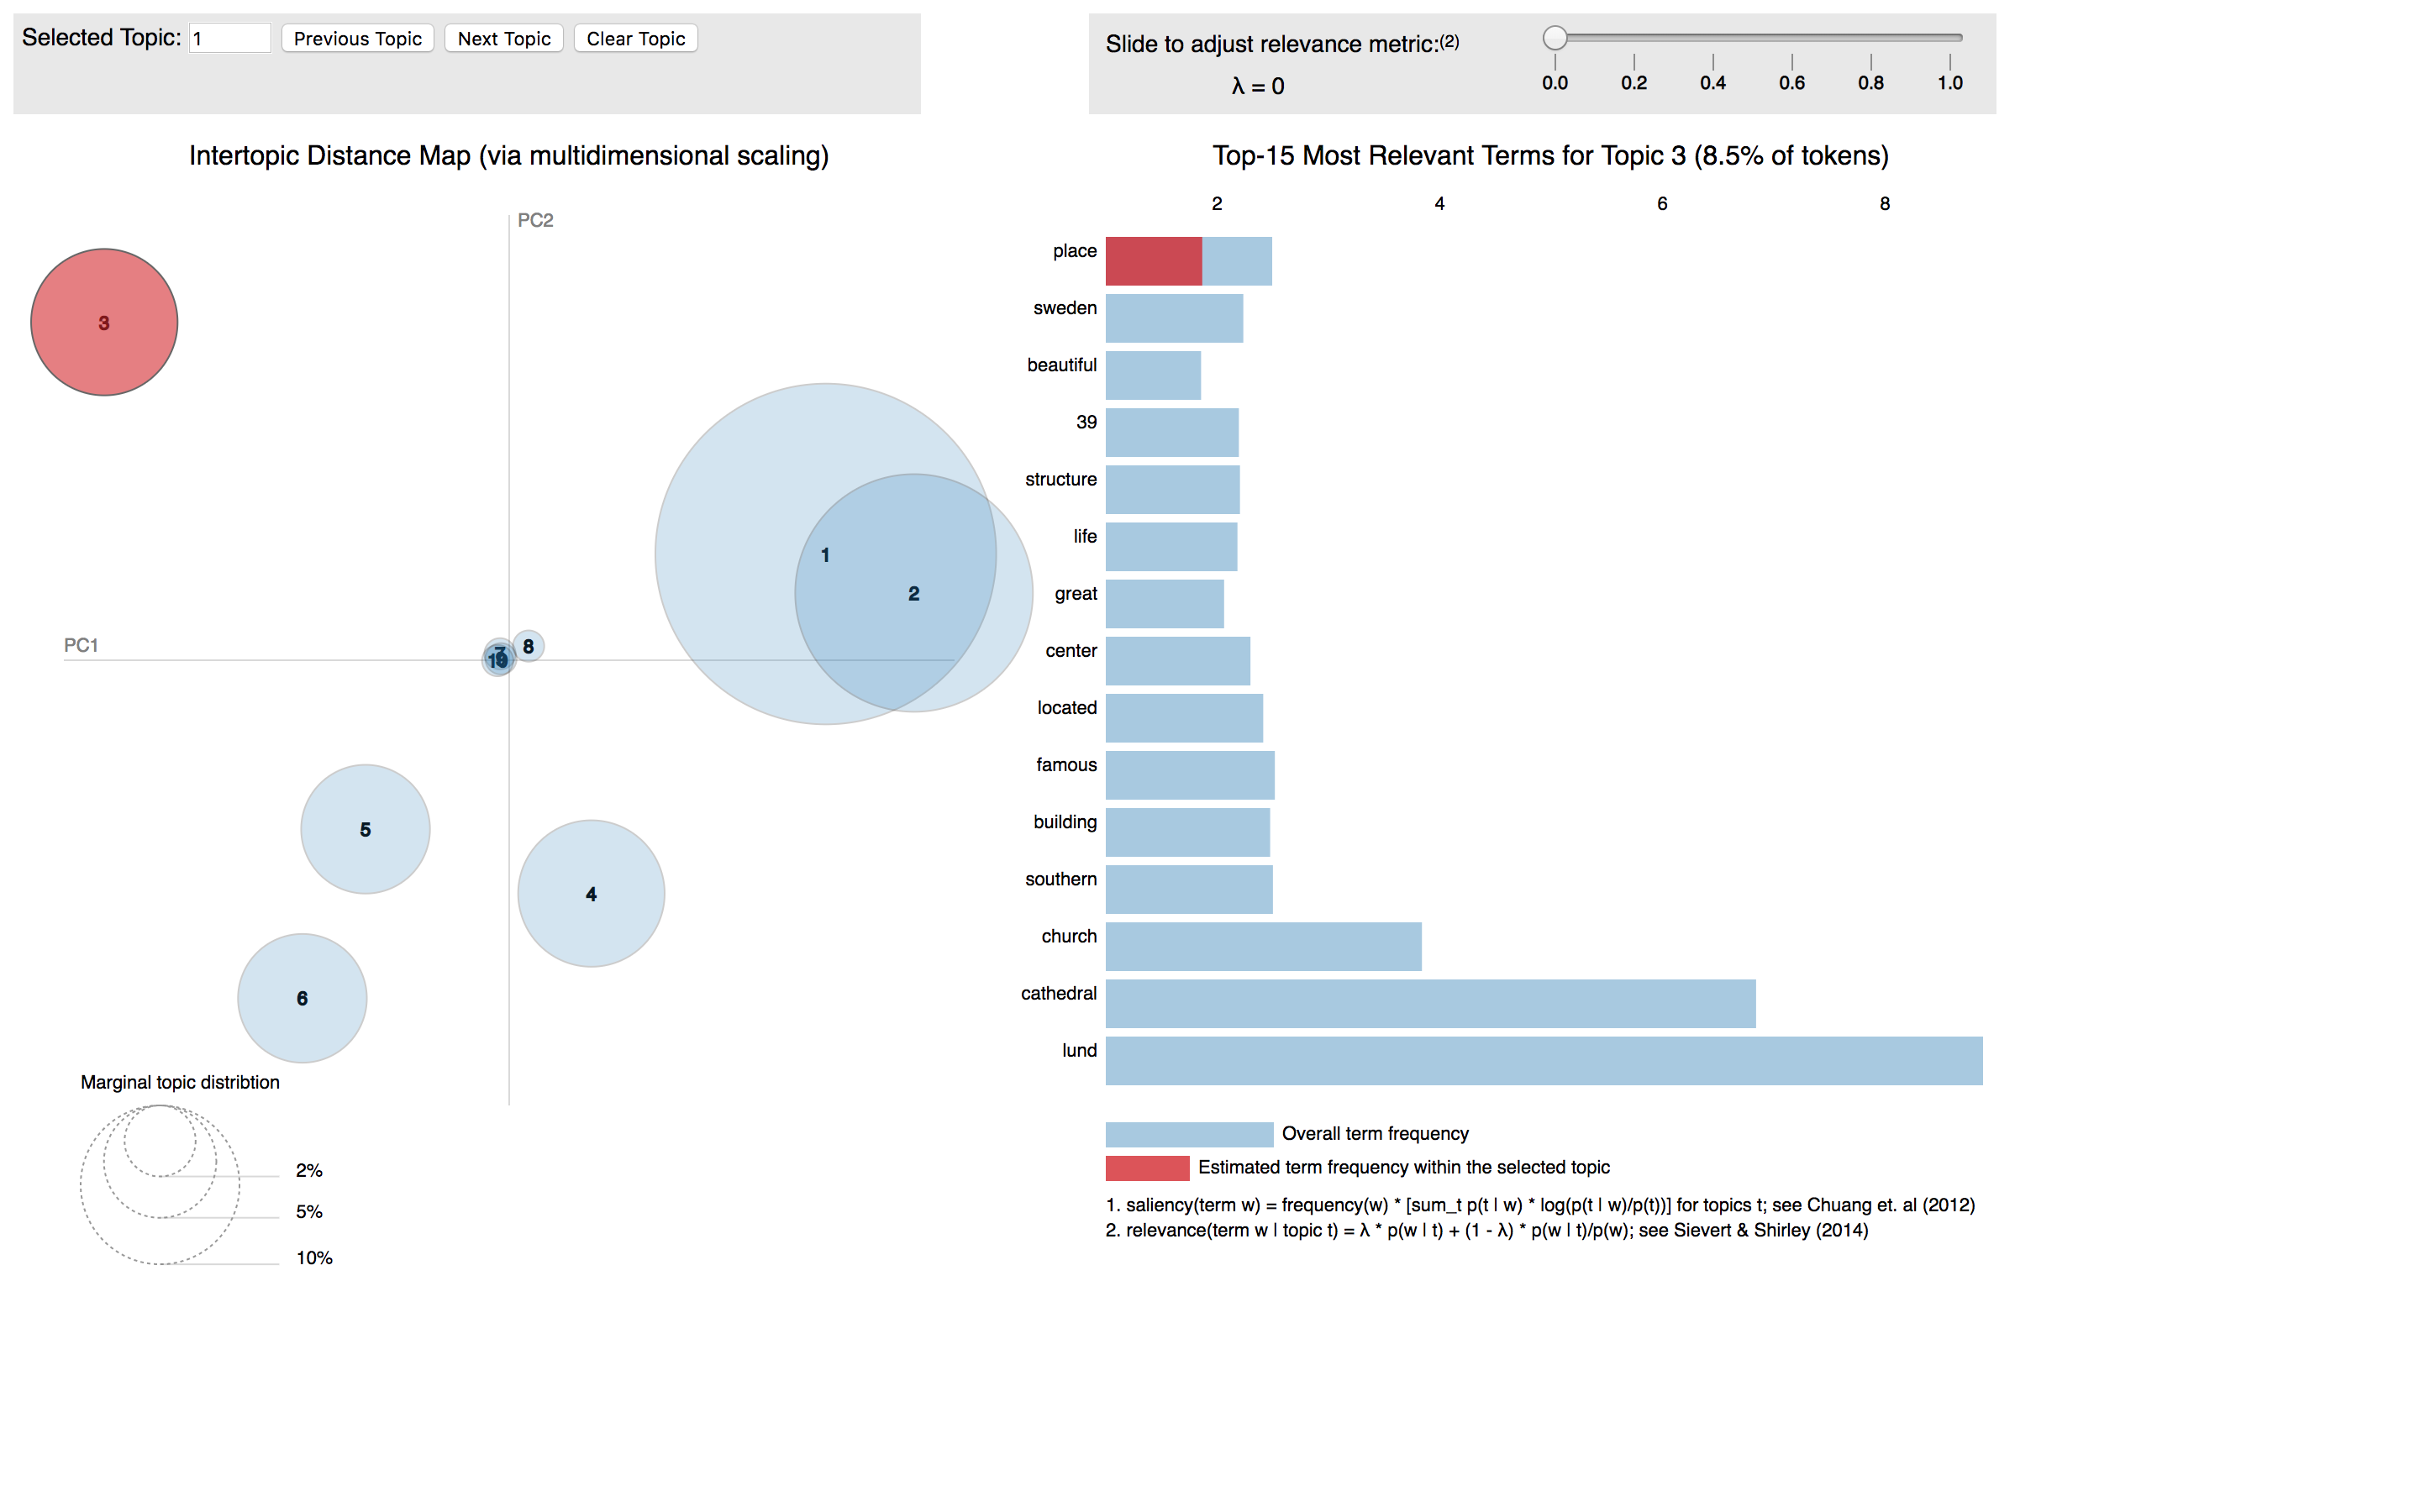 Selected Topic: 1 Previous Topic Next Topic Clear Topic
Slide to adjust relevance metric:(2)
λ = 0
0.0 0.2 0.4 0.6 0.8 1.0
Intertopic Distance Map (via multidimensional scaling)
PC2
PC1
3
1
2
8
7
10
5
4
6
Marginal topic distribtion
2%
5%
10%
Top-15 Most Relevant Terms for Topic 3 (8.5% of tokens)
2 4 6 8
place
sweden
beautiful
39
structure
life
great
center
located
famous
building
southern
church
cathedral
lund
Overall term frequency
Estimated term frequency within the selected topic
1. saliency(term w) = frequency(w) * [sum_t p(t | w) * log(p(t | w)/p(t))] for topics t; see Chuang et. al (2012)
2. relevance(term w | topic t) = λ * p(w | t) + (1 - λ) * p(w | t)/p(w); see Sievert & Shirley (2014)